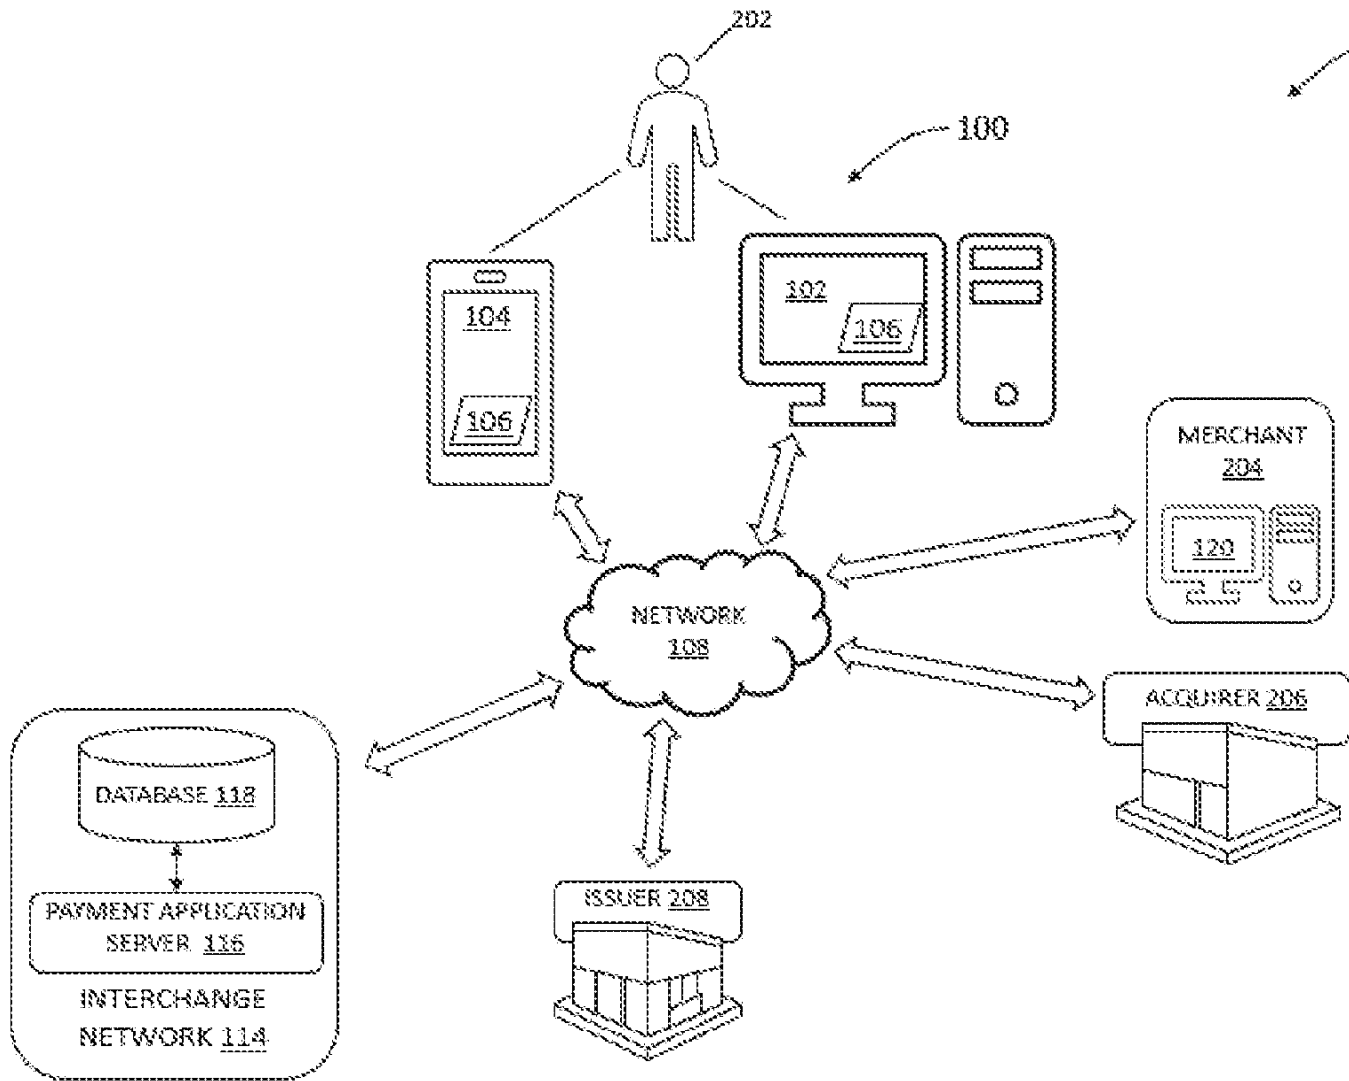 202
100
102
106
104
106
MERCHANT
204
120
NETWORK
108
ACQUIRER 206
DATABASE 118
PAYMENT APPLICATION
SERVER 116
INTERCHANGE
NETWORK 114
ISSUER 208